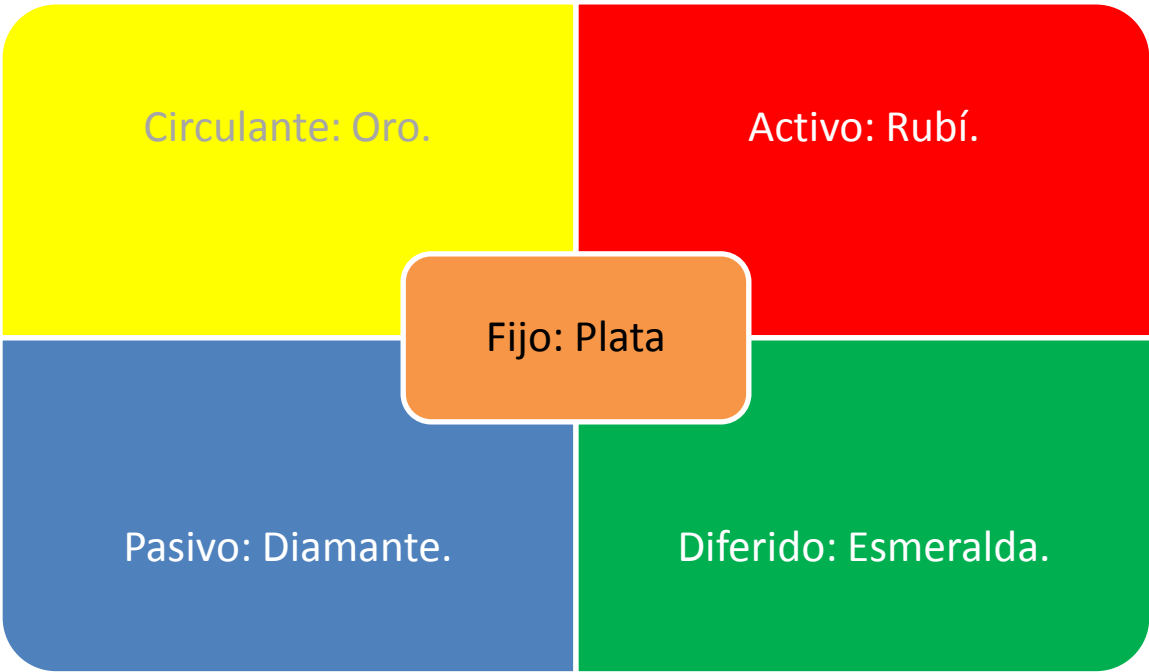 Circulante: Oro.
Activo: Rubí.
Fijo: Plata
Pasivo: Diamante.
Diferido: Esmeralda.